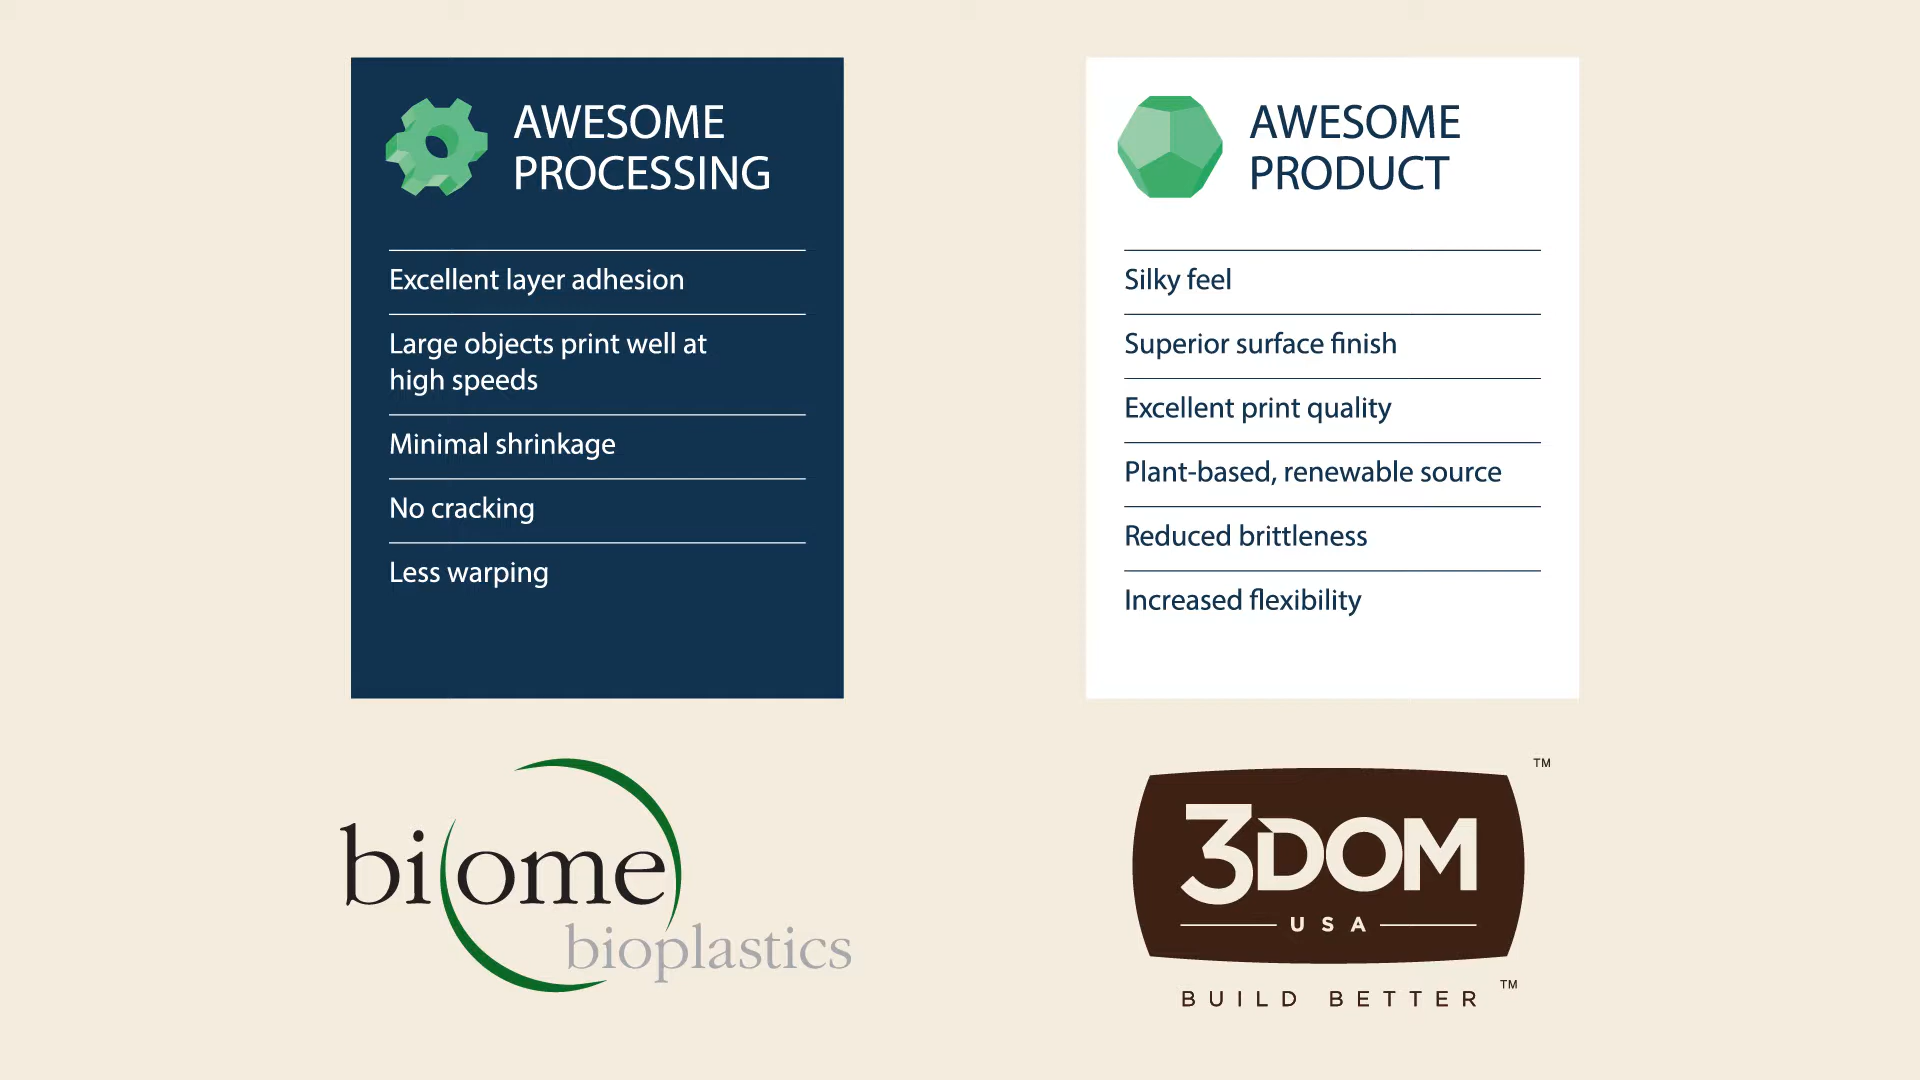 AWESOME
PROCESSING
Excellent layer adhesion
Large objects print well at
high speeds
Minimal shrinkage
No cracking
Less warping
AWESOME
PRODUCT
Silky feel
Superior surface finish
Excellent print quality
Plant-based, renewable source
Reduced brittleness
Increased flexibility
biome
bioplastics
TM
3DOM
USA
BUILD BETTER TM